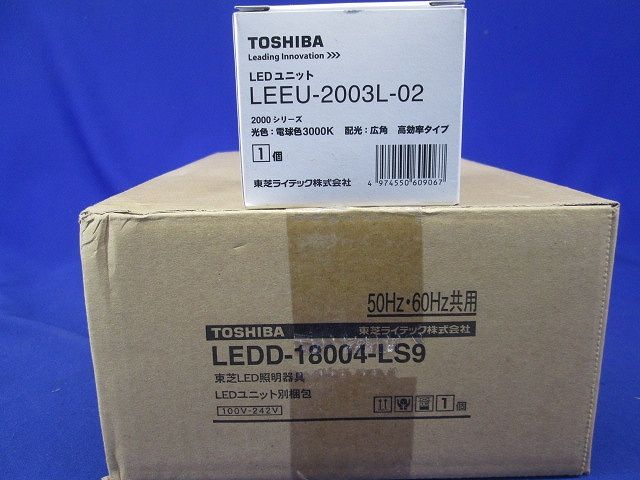 TOSHIBA
Leading Innovation >>>
LEDユニット
LEEU-2003L-02
2000シリーズ
光色:電球色3000K 配光:広角 高効率タイプ
1個
東芝ライテック株式会社
4 974550 609067
50Hz・60Hz共用
TOSHIBA 東芝ライテック株式会社
LEDD-18004-LS9
東芝LED照明器具
LEDユニット別梱包
100V-242V
1個